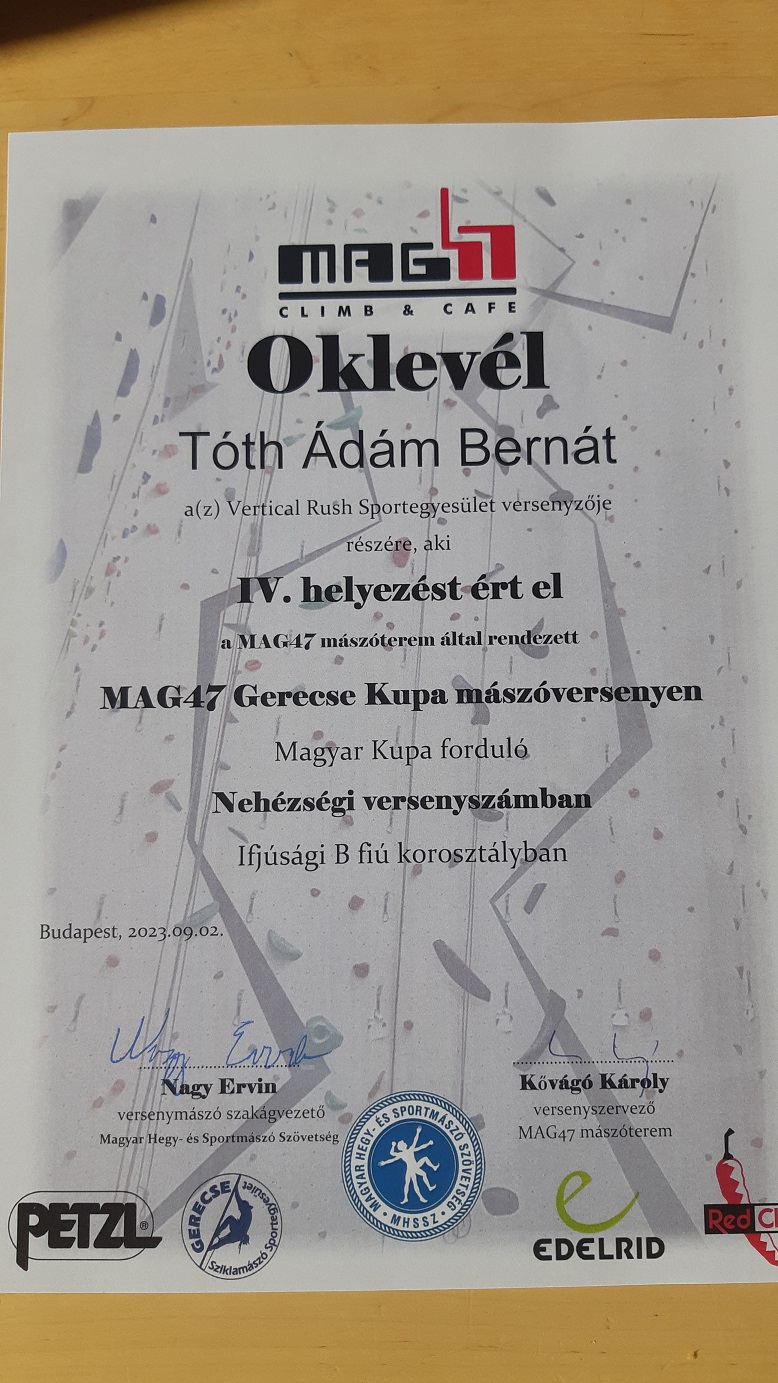 MAG47
CLIMB & CAFE
Oklevél
Tóth Ádám Bernát
a(z) Vertical Rush Sportegyesület versenyzője
részére, aki
IV. helyezést ért el
a MAG47 mászóterem által rendezett
MAG47 Gerecse Kupa mászóversenyen
Magyar Kupa forduló
Nehézségi versenyszámban
Ifjúsági B fiú korosztályban
Budapest, 2023.09.02.
Nagy Ervin
Nagy Ervin
versenymászó szakágvezető
Magyar Hegy- és Sportmászó Szövetség
Kővágó Károly
versenyszervező
MAG47 mászóterem
PETZL®
GERECSE
Sziklamászó Sportegyesület
MAGYAR HEGY- ÉS SPORTMÁSZÓ SZÖVETSÉG
• MHSSZ •
EDELRID
Red